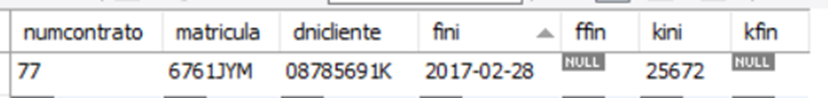 numcontrato matricula dnicliente fini ffin kini kfin
77 6761JYM 08785691K 2017-02-28 NULL 25672 NULL